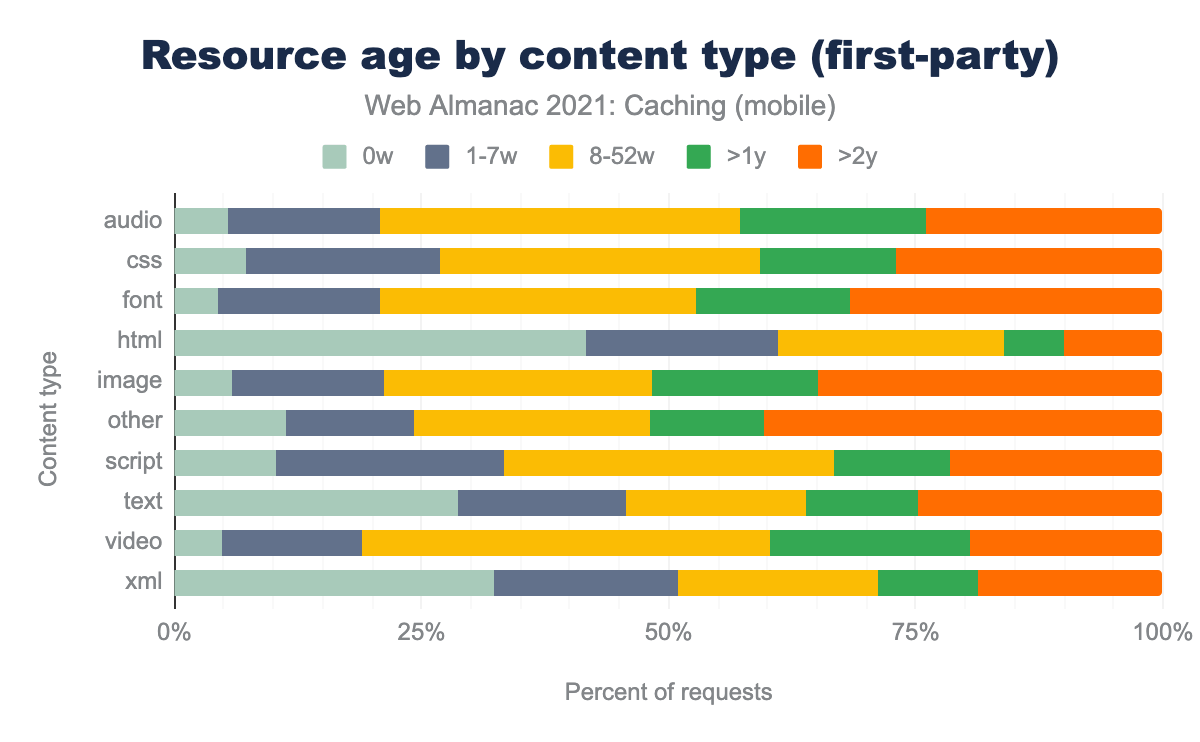 Resource age by content type (first-party)
Web Almanac 2021: Caching (mobile)
0w 1-7w 8-52w >1y >2y
Content type
audio
css
font
html
image
other
script
text
video
xml
0% 25% 50% 75% 100%
Percent of requests